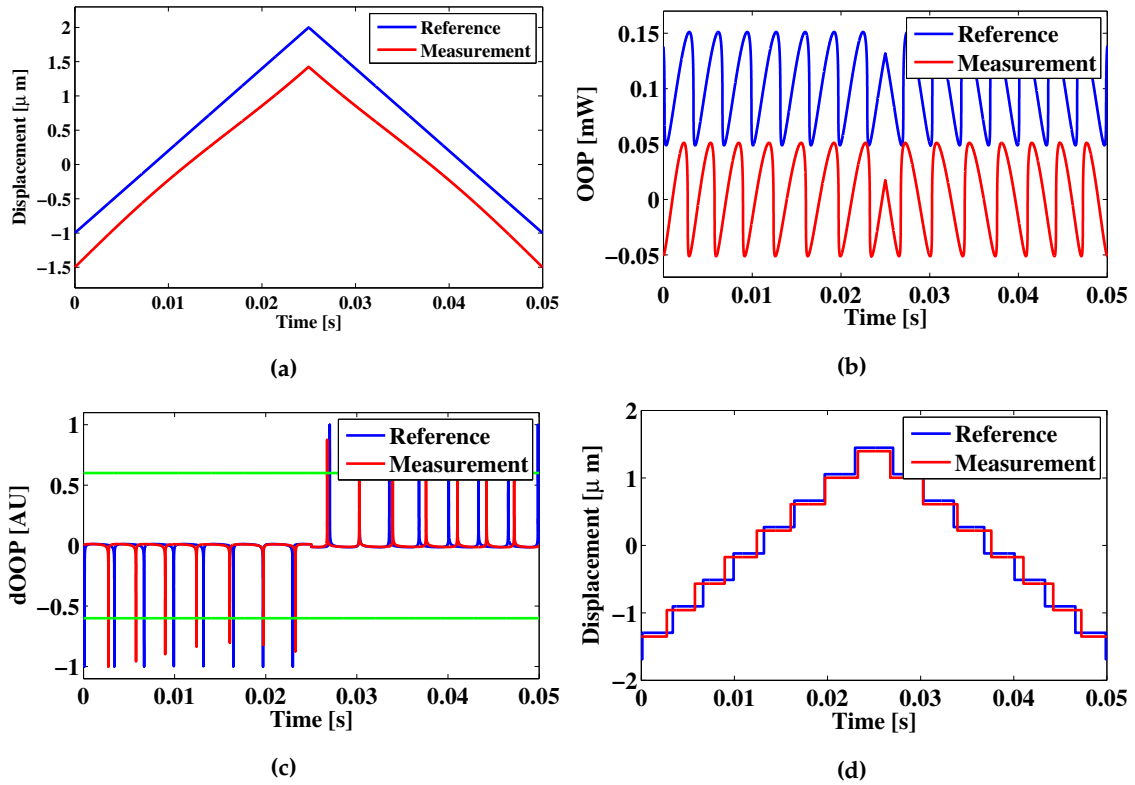 2
1.5
1
0.5
0
−0.5
−1
−1.5
Displacement [μ m]
Reference
Measurement
0 0.01 0.02 0.03 0.04 0.05
Time [s]
(a)
0.15
0.1
0.05
0
−0.05
OOP [mW]
Reference
Measurement
0 0.01 0.02 0.03 0.04 0.05
Time [s]
(b)
1
0.5
0
−0.5
−1
dOOP [AU]
Reference
Measurement
0 0.01 0.02 0.03 0.04 0.05
Time [s]
(c)
2
1
0
−1
−2
Displacement [μ m]
Reference
Measurement
0 0.01 0.02 0.03 0.04 0.05
Time [s]
(d)